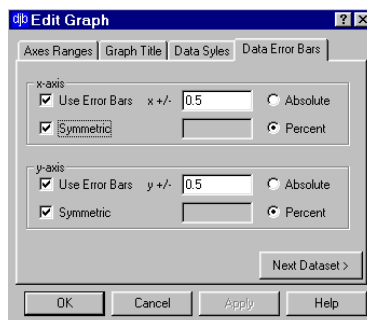 djb Edit Graph ? x
Axes Ranges Graph Title Data Syles Data Error Bars
x-axis
Use Error Bars x +/- 0.5 Absolute
Symmetric Percent
y-axis
Use Error Bars y +/- 0.5 Absolute
Symmetric Percent
Next Dataset >
OK Cancel Apply Help